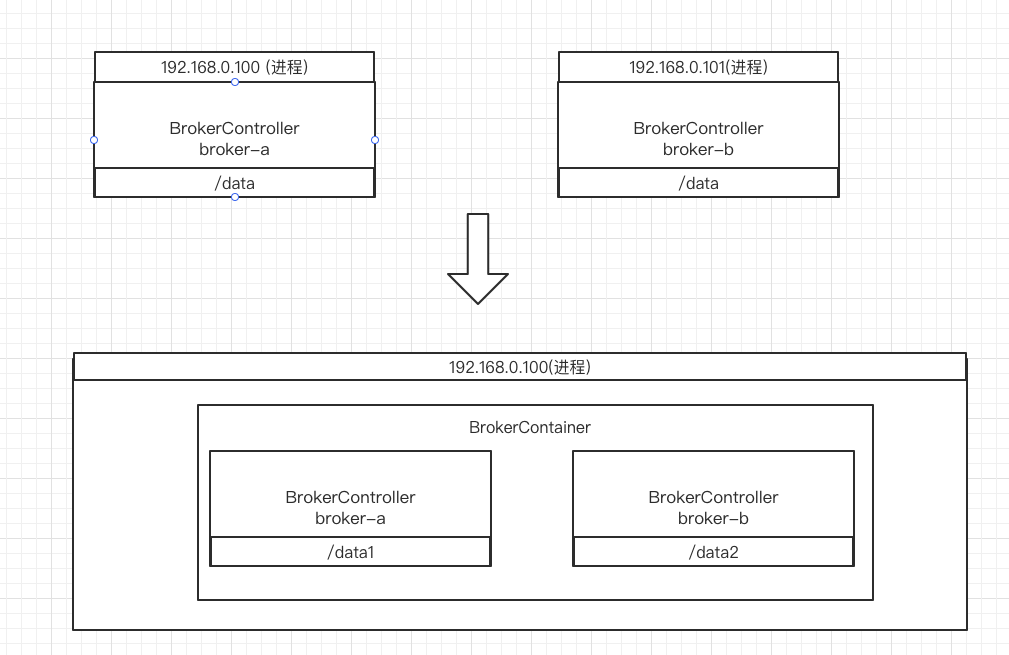 192.168.0.100 (进程)
192.168.0.101(进程)
BrokerController
broker-a
BrokerController
broker-b
/data
/data
192.168.0.100(进程)
BrokerContainer
BrokerController
broker-a
BrokerController
broker-b
/data1
/data2